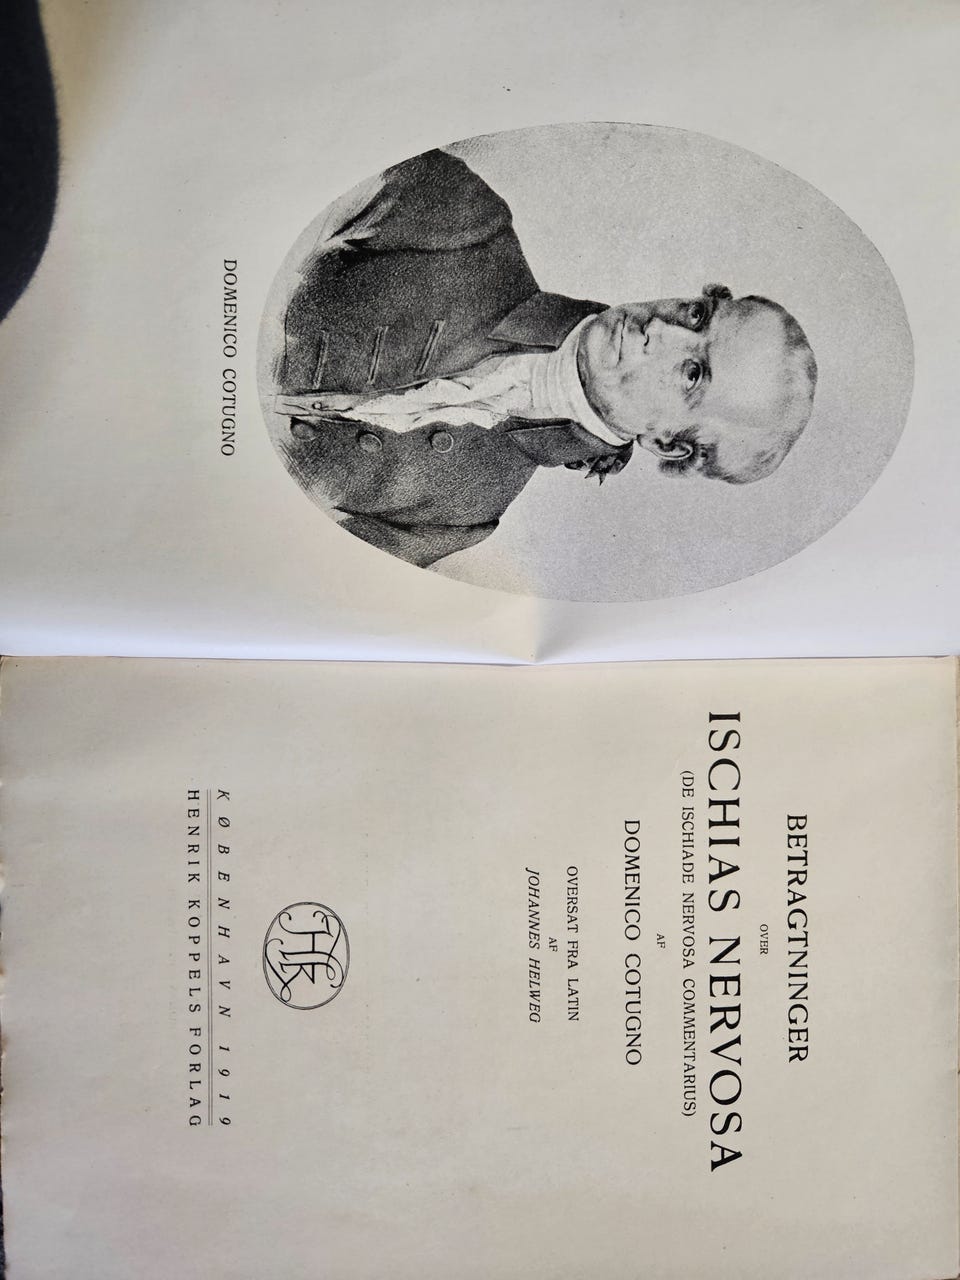 DOMENICO COTUGNO
BETRAGTNINGER
OVER
ISCHIAS NERVOSA
(DE ISCHIADE NERVOSA COMMENTARIUS)
AF
DOMENICO COTUGNO
OVERSAT FRA LATIN
AF
JOHANNES HELWEG
HK
KØBENHAVN 1919
HENRIK KOPPELS FORLAG